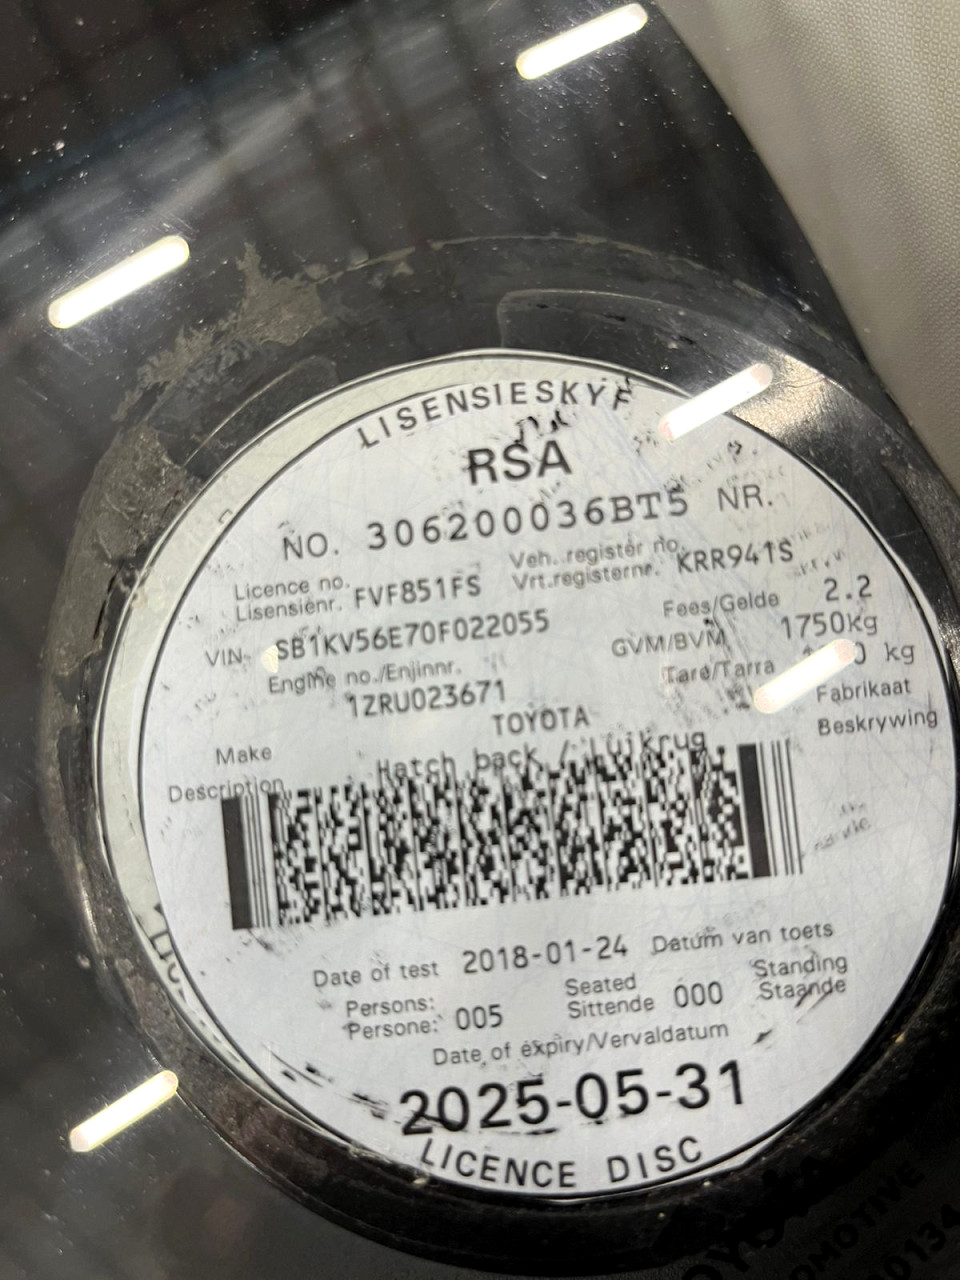 LISENSIESKYF
RSA
NO. 306200036BT5 NR.
Licence no. Veh. register no.
Lisensiënr. FVF851FS Vrt.registernr. KRR941S
Fees/Gelde 2.2
VIN SB1KV56E70F022055 GVM/BVM 1750kg
Engine no./Enjinnr. Tare/Tarra kg
1ZRU023671 Fabrikaat
Make TOYOTA Beskrywing
Description Hatch back / Luikrug
Date of test 2018-01-24 Datum van toets
Persons: Seated Standing
Persone: 005 Sittende 000 Staande
Date of expiry/Vervaldatum
2025-05-31
LICENCE DISC